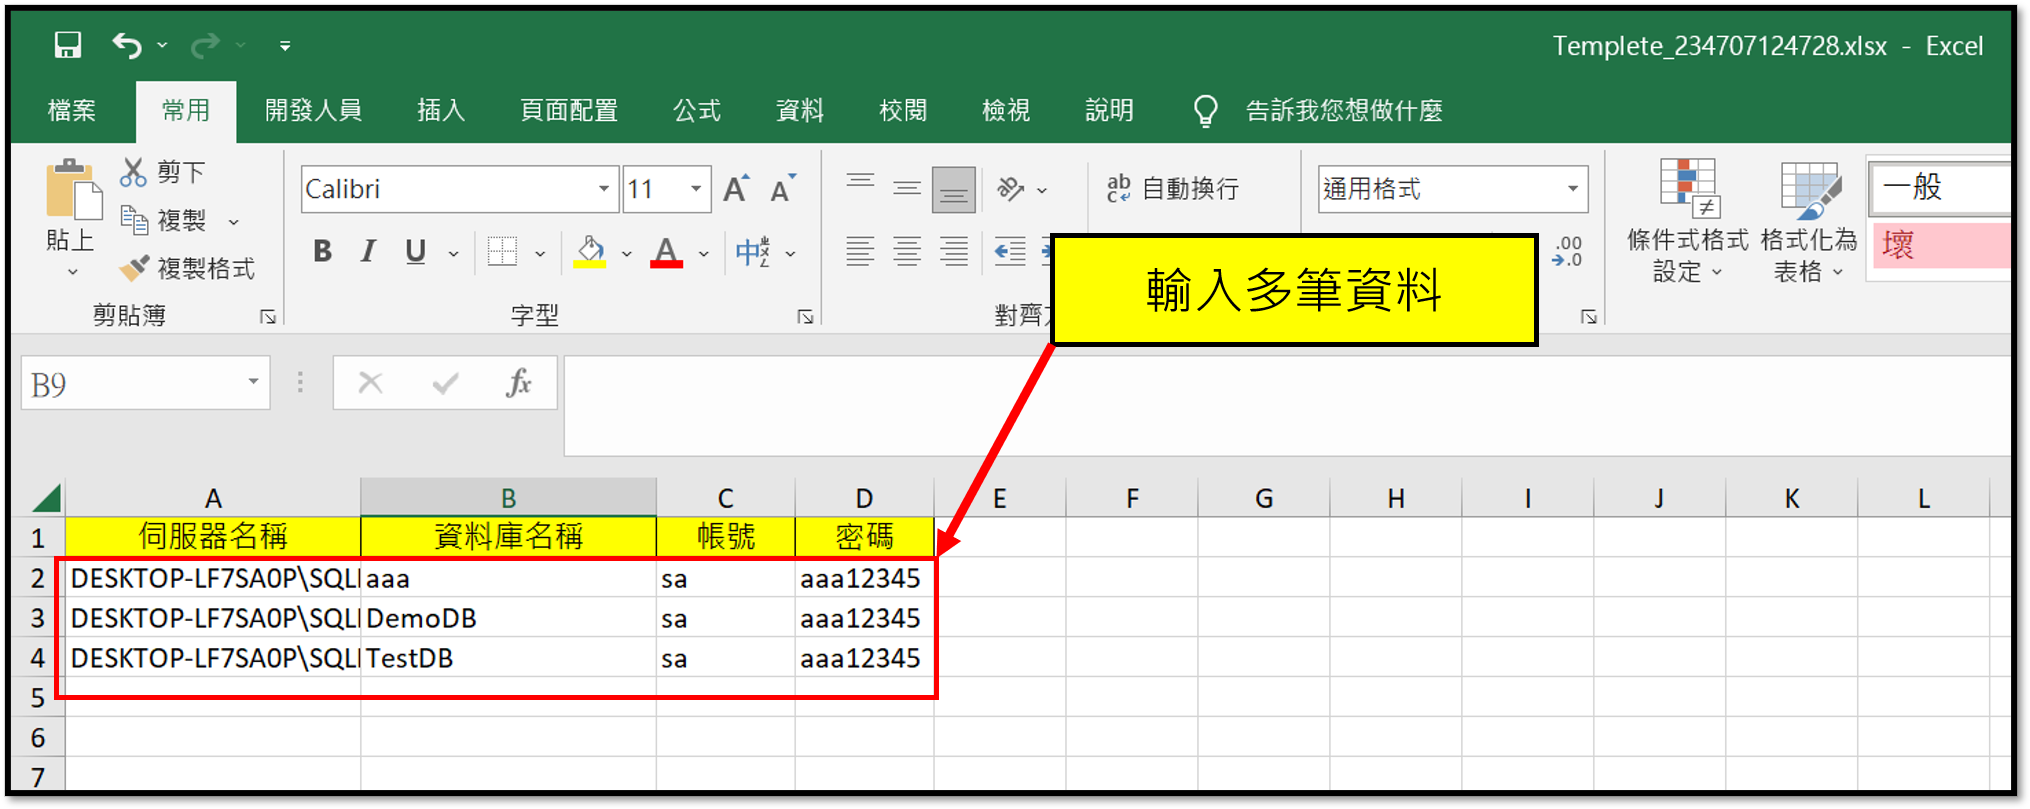 Templete_234707124728.xlsx - Excel
檔案 常用 開發人員 插入 頁面配置 公式 資料 校閱 檢視 說明 告訴我您想做什麼
貼上
剪下
複製
複製格式
剪貼簿
Calibri 11
B I U
字型
ab 自動換行
對齊
通用格式
.00
.0
條件式格式
設定
格式化為
表格
一般
壞
輸入多筆資料
B9
fx
A B C D E F G H I J K L
1 伺服器名稱 資料庫名稱 帳號 密碼
2 DESKTOP-LF7SA0P\SQL aaa sa aaa12345
3 DESKTOP-LF7SA0P\SQL DemoDB sa aaa12345
4 DESKTOP-LF7SA0P\SQL TestDB sa aaa12345
5
6
7